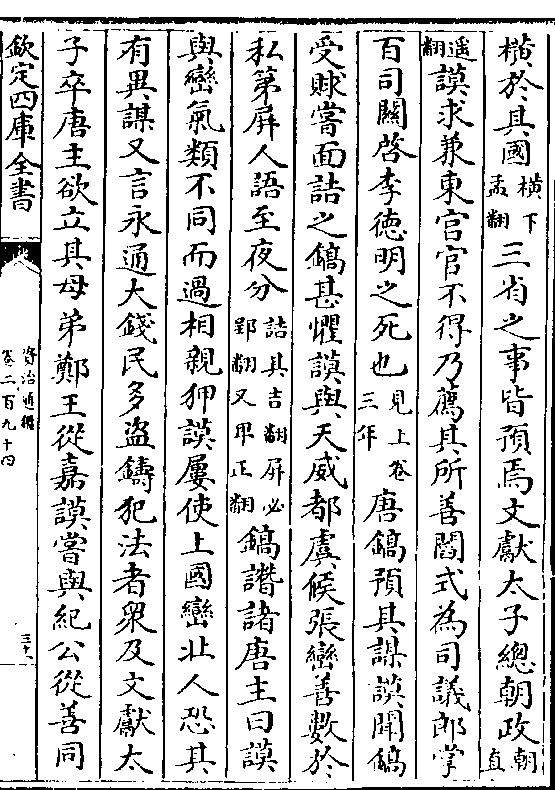 横於其國橫下孟翻三省之事皆預焉文獻太子總朝政朝直
遥翻謨求兼東宮官不得乃薦其所善閻式為司議郎掌
百司關啓李德明之死也見上卷三年唐鎬預其謀謨聞鎬
受賕嘗面詰之鎬甚懼謨與天威都虞候張巒善數於
私第屏人語至夜分詰其吉翻屏必郢翻又卑正翻鎬譖諸唐主曰謨
與巒氣類不同而過相親狎謨屢使上國巒北人恐其
有異謀又言永通大錢民多盗鑄犯法者衆及文獻太
子卒唐主欲立其母弟鄭王從嘉謨嘗與紀公從善同
欽定四庫全書
資治通鑑
卷二百九十四
三十八